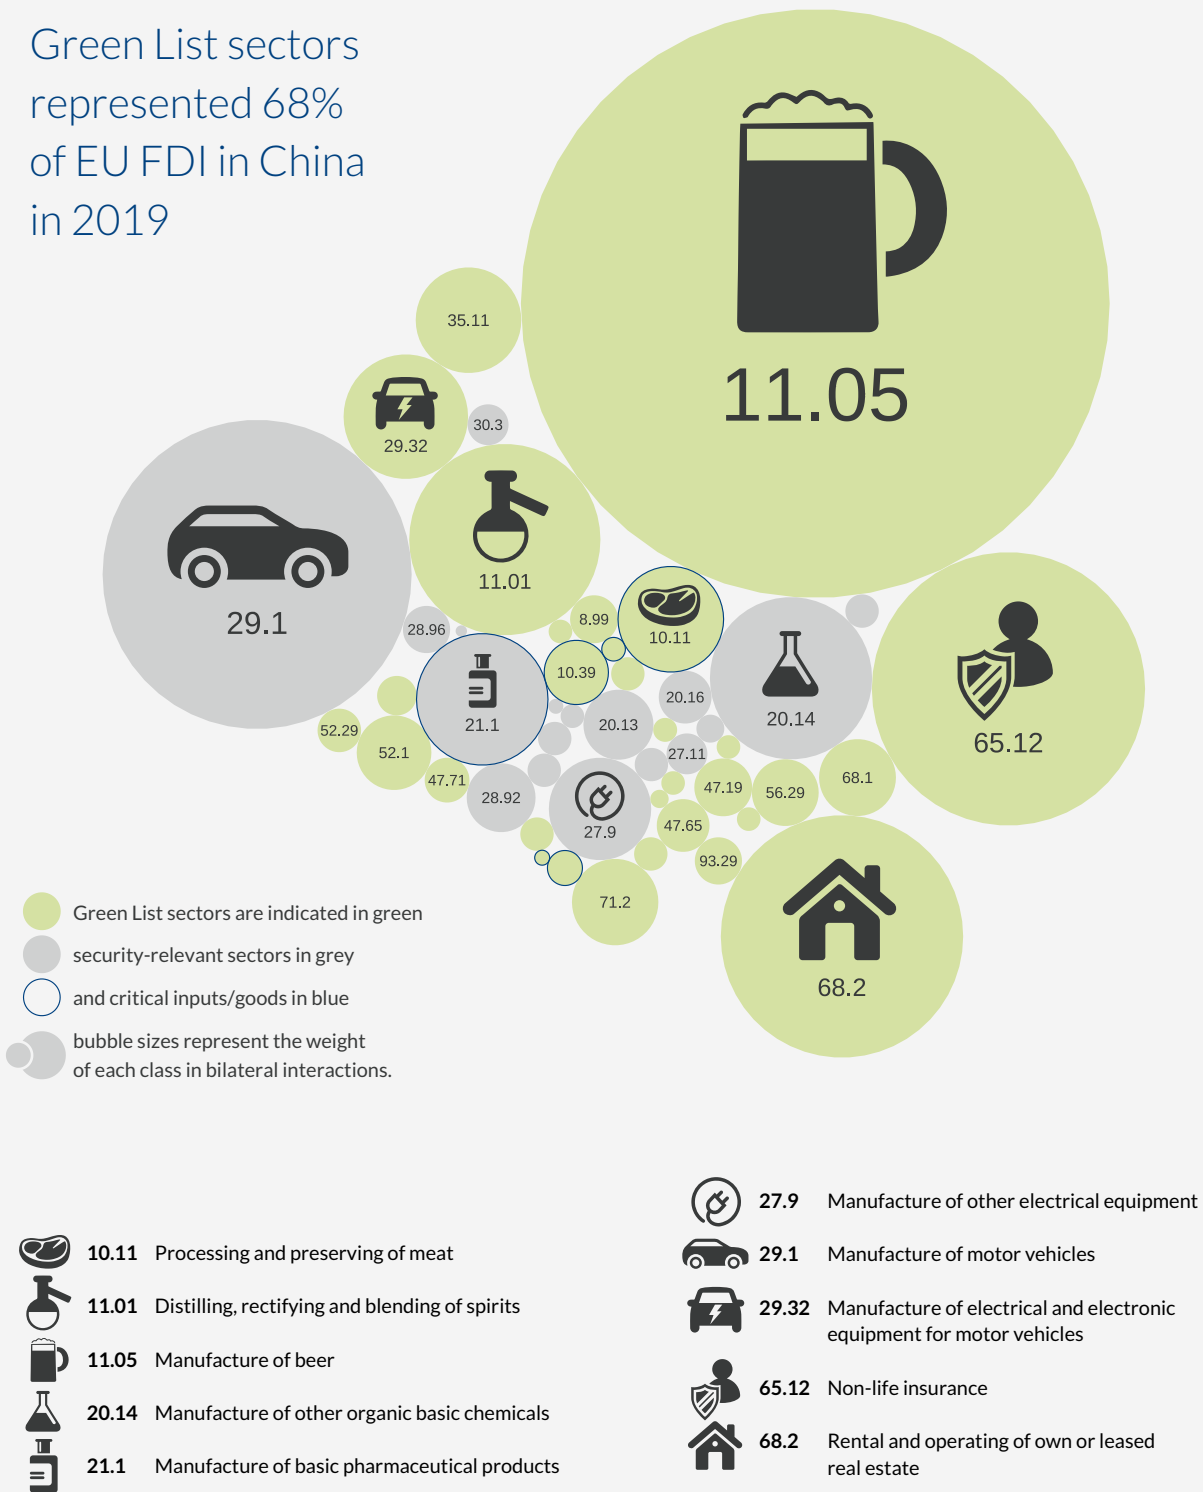 Green List sectors
represented 68%
of EU FDI in China
in 2019
11.05
35.11
29.32
30.3
29.1
11.01
28.96
8.99
10.11
10.39
21.1
20.16
20.14
65.12
20.13
52.29
52.1
27.11
47.71
28.92
27.9
47.19
56.29
68.1
47.65
93.29
71.2
68.2
Green List sectors are indicated in green
security-relevant sectors in grey
and critical inputs/goods in blue
bubble sizes represent the weight
of each class in bilateral interactions.
10.11 Processing and preserving of meat
11.01 Distilling, rectifying and blending of spirits
11.05 Manufacture of beer
20.14 Manufacture of other organic basic chemicals
21.1 Manufacture of basic pharmaceutical products
27.9 Manufacture of other electrical equipment
29.1 Manufacture of motor vehicles
29.32 Manufacture of electrical and electronic
equipment for motor vehicles
65.12 Non-life insurance
68.2 Rental and operating of own or leased
real estate